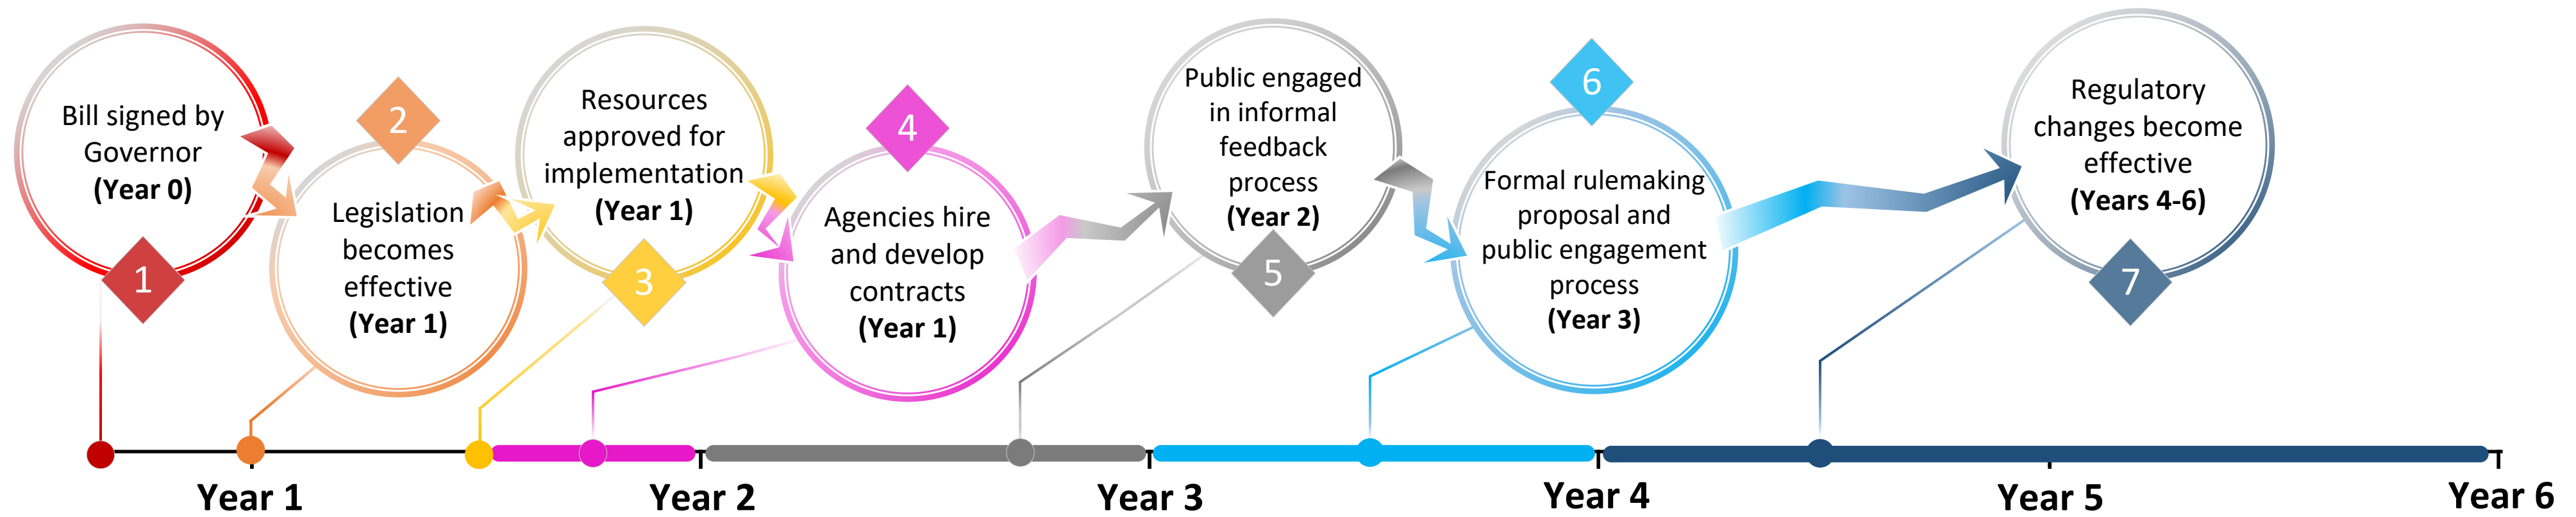 Bill signed by
Governor
(Year 0)
1
2
Legislation
becomes
effective
(Year 1)
Resources
approved for
implementation
(Year 1)
3
4
Agencies hire
and develop
contracts
(Year 1)
Public engaged
in informal
feedback
process
(Year 2)
5
6
Formal rulemaking
proposal and
public engagement
process
(Year 3)
Regulatory
changes become
effective
(Years 4-6)
7
Year 1
Year 2
Year 3
Year 4
Year 5
Year 6